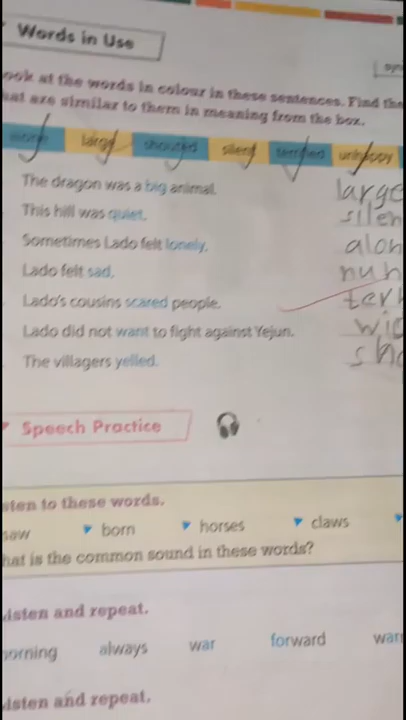 Words in Use
ook at the words in colour in these sentences. Find the
hat are similar to them in meaning from the box.
large shouted silent terrified unhappy
The dragon was a big animal. large
This hill was quiet. silen
Sometimes Lado felt lonely. alon
Lado felt sad. nuh
Lado's cousins scared people. terr
Lado did not want to fight against Yejun.
The villagers yelled. sho
Speech Practice
sten to these words.
saw born horses claws
hat is the common sound in these words?
isten and repeat.
morning always war forward
isten and repeat.